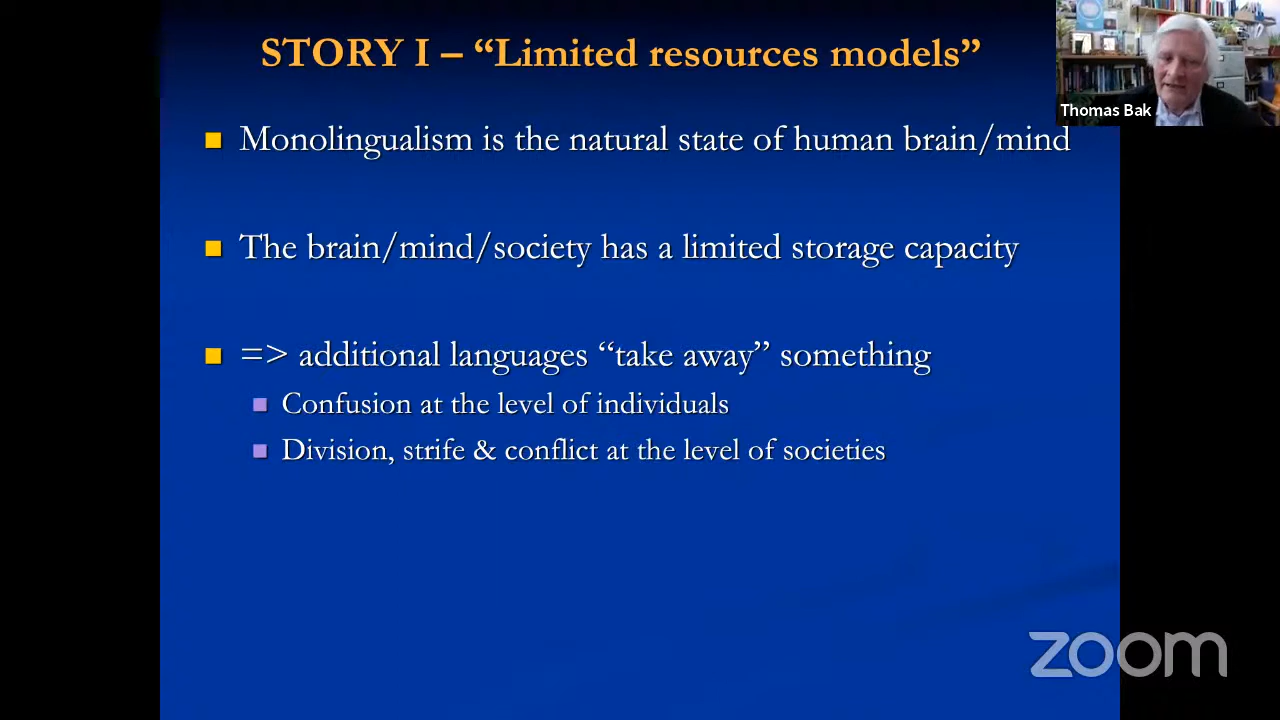 STORY I – “Limited resources models”
Thomas Bak
Monolingualism is the natural state of human brain/mind
The brain/mind/society has a limited storage capacity
=> additional languages “take away” something
Confusion at the level of individuals
Division, strife & conflict at the level of societies
zoom